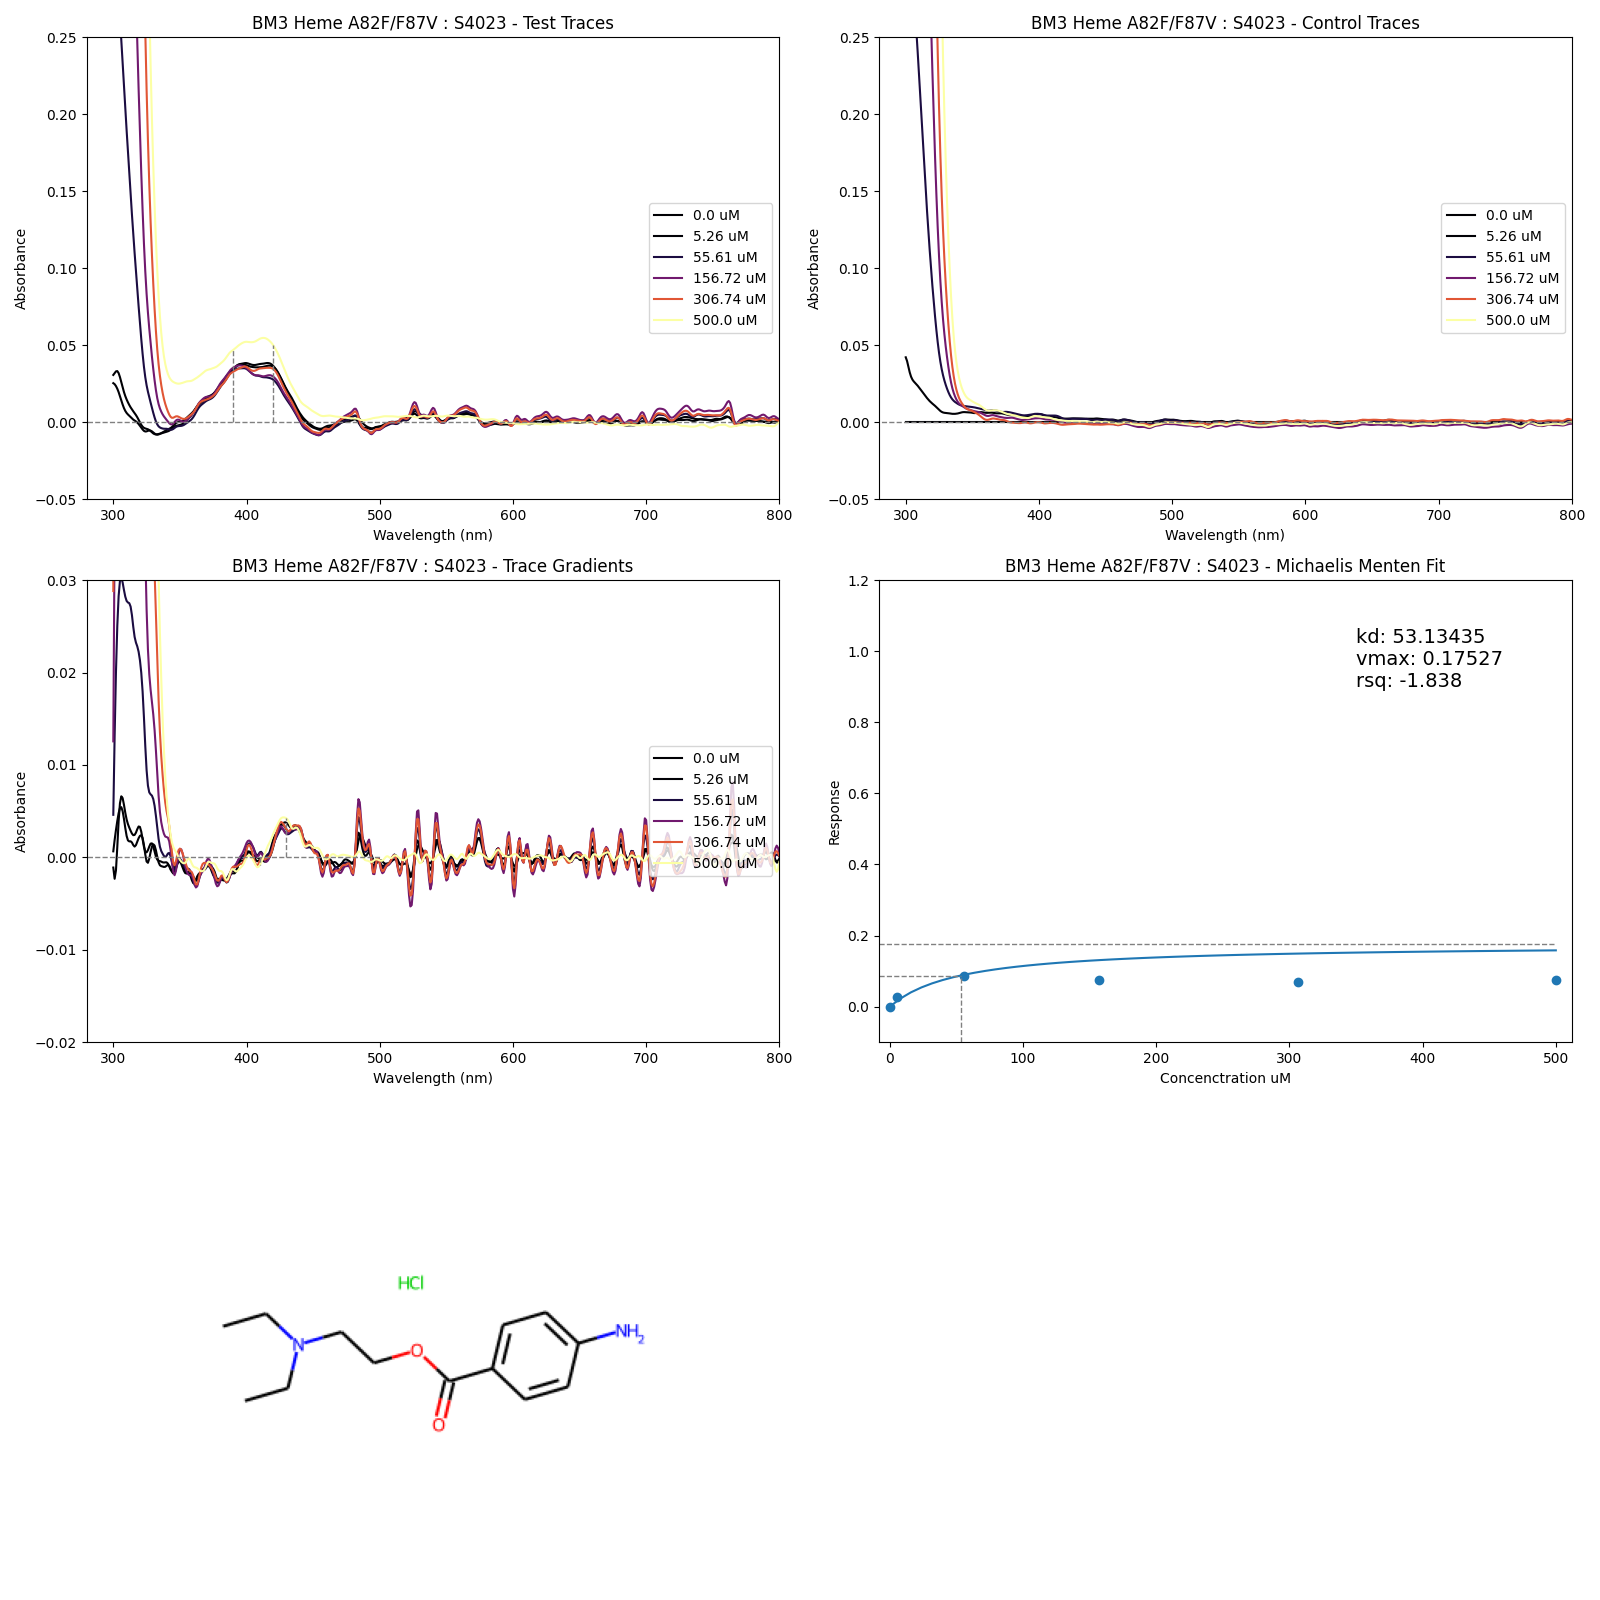 BM3 Heme A82F/F87V : S4023 - Test Traces
0.25
0.20
0.15
0.10
0.05
0.00
−0.05
Absorbance
0.0 uM
5.26 uM
55.61 uM
156.72 uM
306.74 uM
500.0 uM
300 400 500 600 700 800
Wavelength (nm)
BM3 Heme A82F/F87V : S4023 - Control Traces
0.25
0.20
0.15
0.10
0.05
0.00
−0.05
Absorbance
0.0 uM
5.26 uM
55.61 uM
156.72 uM
306.74 uM
500.0 uM
300 400 500 600 700 800
Wavelength (nm)
BM3 Heme A82F/F87V : S4023 - Trace Gradients
0.03
0.02
0.01
0.00
−0.01
−0.02
Absorbance
0.0 uM
5.26 uM
55.61 uM
156.72 uM
306.74 uM
500.0 uM
300 400 500 600 700 800
Wavelength (nm)
BM3 Heme A82F/F87V : S4023 - Michaelis Menten Fit
1.2
1.0
0.8
0.6
0.4
0.2
0.0
Response
kd: 53.13435
vmax: 0.17527
rsq: -1.838
0 100 200 300 400 500
Concenctration uM
HCl
N
O
O
NH2